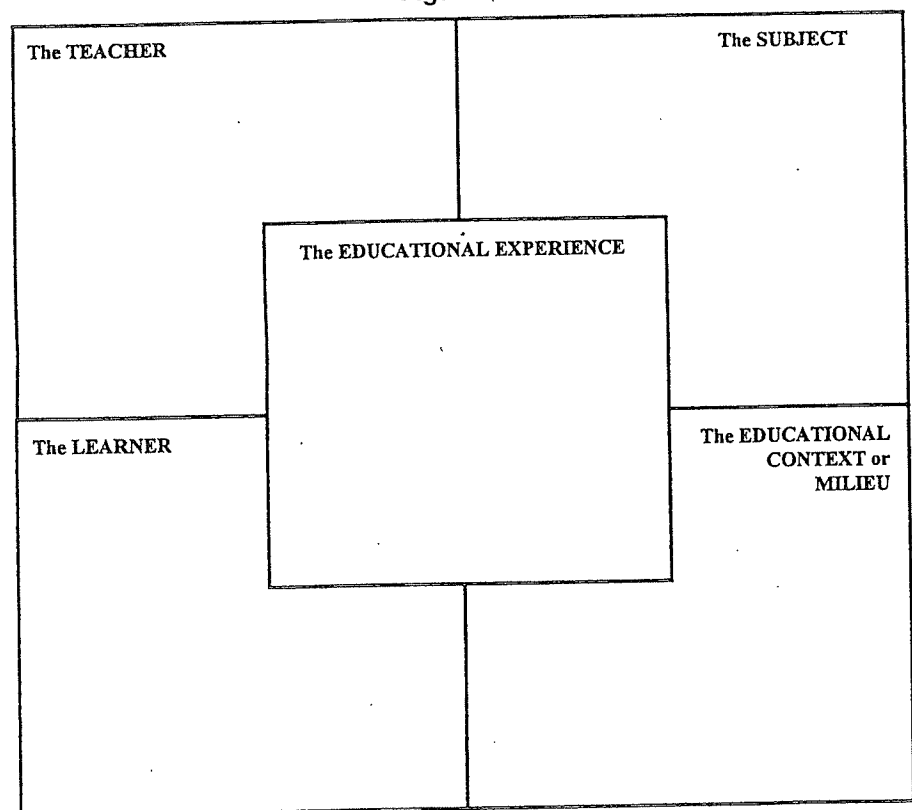 The TEACHER
The SUBJECT
The EDUCATIONAL EXPERIENCE
The LEARNER
The EDUCATIONAL
CONTEXT or
MILIEU